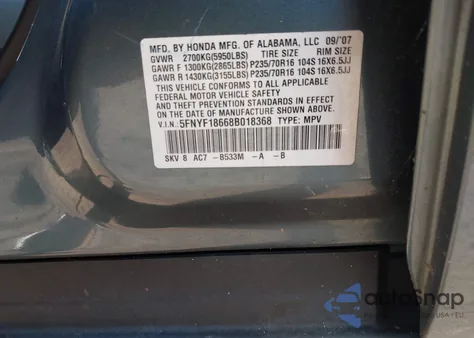 MFD. BY HONDA MFG. OF ALABAMA, LLC 09/'07
GVWR 2700KG(5950LBS) TIRE SIZE RIM SIZE
GAWR F 1300KG(2865LBS) P235/70R16 104S 16X6.5JJ
GAWR R 1430KG(3155LBS) P235/70R16 104S 16X6.5JJ
THIS VEHICLE CONFORMS TO ALL APPLICABLE
FEDERAL MOTOR VEHICLE SAFETY AND
THEFT PREVENTION STANDARDS IN EFFECT ON
THE DATE OF MANUFACTURE SHOWN ABOVE.
V.I.N.: 5FNYF18668B018368 TYPE: MPV
SKV 8 AC7 -B533M -A -B
autoSnap